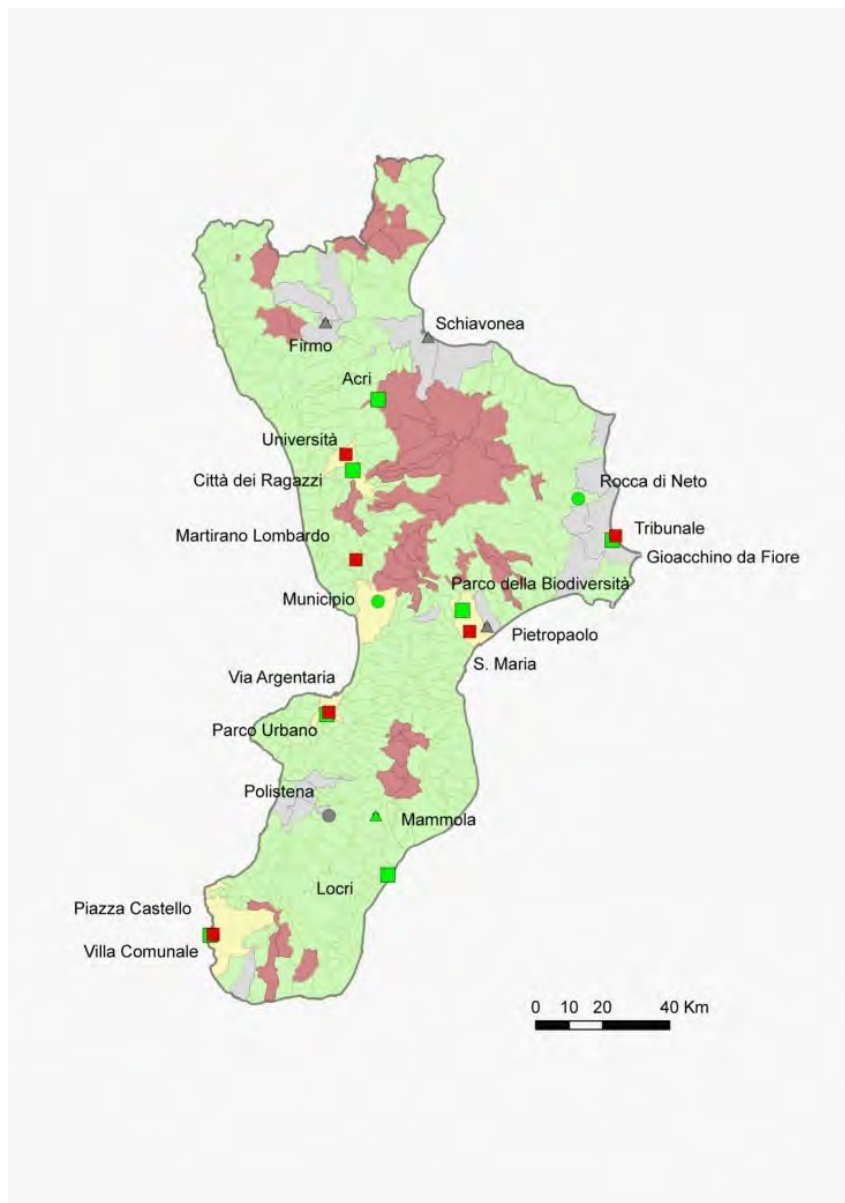 Schiavonea
Firmo
Acri
Università
Città dei Ragazzi
Rocca di Neto
Martirano Lombardo
Tribunale
Gioacchino da Fiore
Parco della Biodiversità
Municipio
Pietropaolo
S. Maria
Via Argentaria
Parco Urbano
Polistena
Mammola
Locri
Piazza Castello
Villa Comunale
0 10 20 40 Km